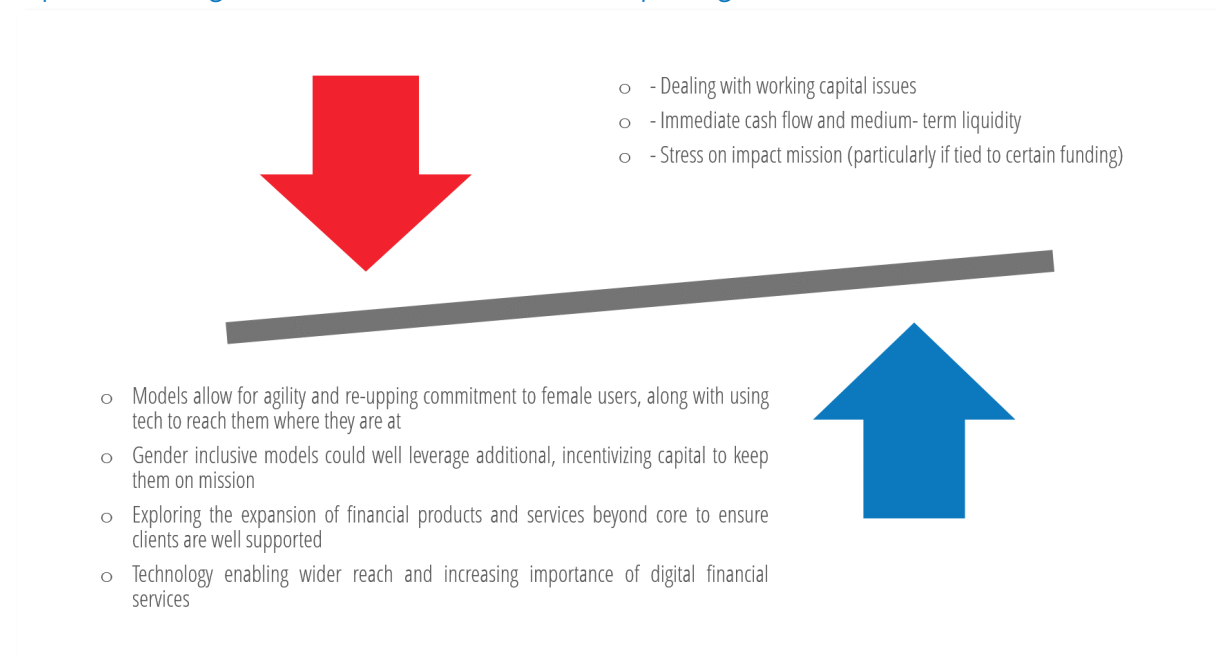 o - Dealing with working capital issues
o - Immediate cash flow and medium- term liquidity
o - Stress on impact mission (particularly if tied to certain funding)
o Models allow for agility and re-upping commitment to female users, along with using
tech to reach them where they are at
o Gender inclusive models could well leverage additional, incentivizing capital to keep
them on mission
o Exploring the expansion of financial products and services beyond core to ensure
clients are well supported
o Technology enabling wider reach and increasing importance of digital financial
services